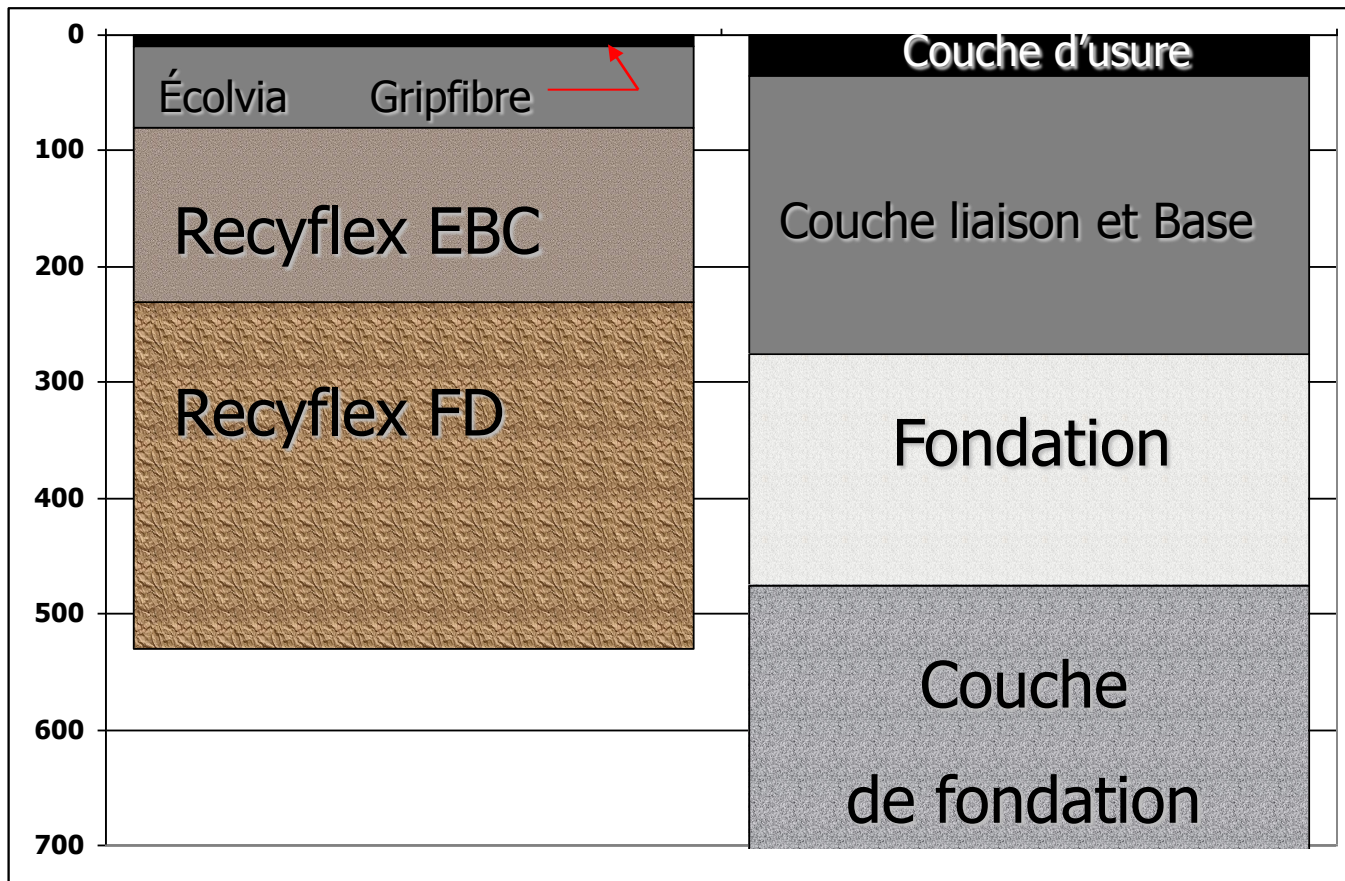 0
100
200
300
400
500
600
700
Écolvia
Gripfibre
Recyflex EBC
Recyflex FD
Couche d’usure
Couche liaison et Base
Fondation
Couche
de fondation